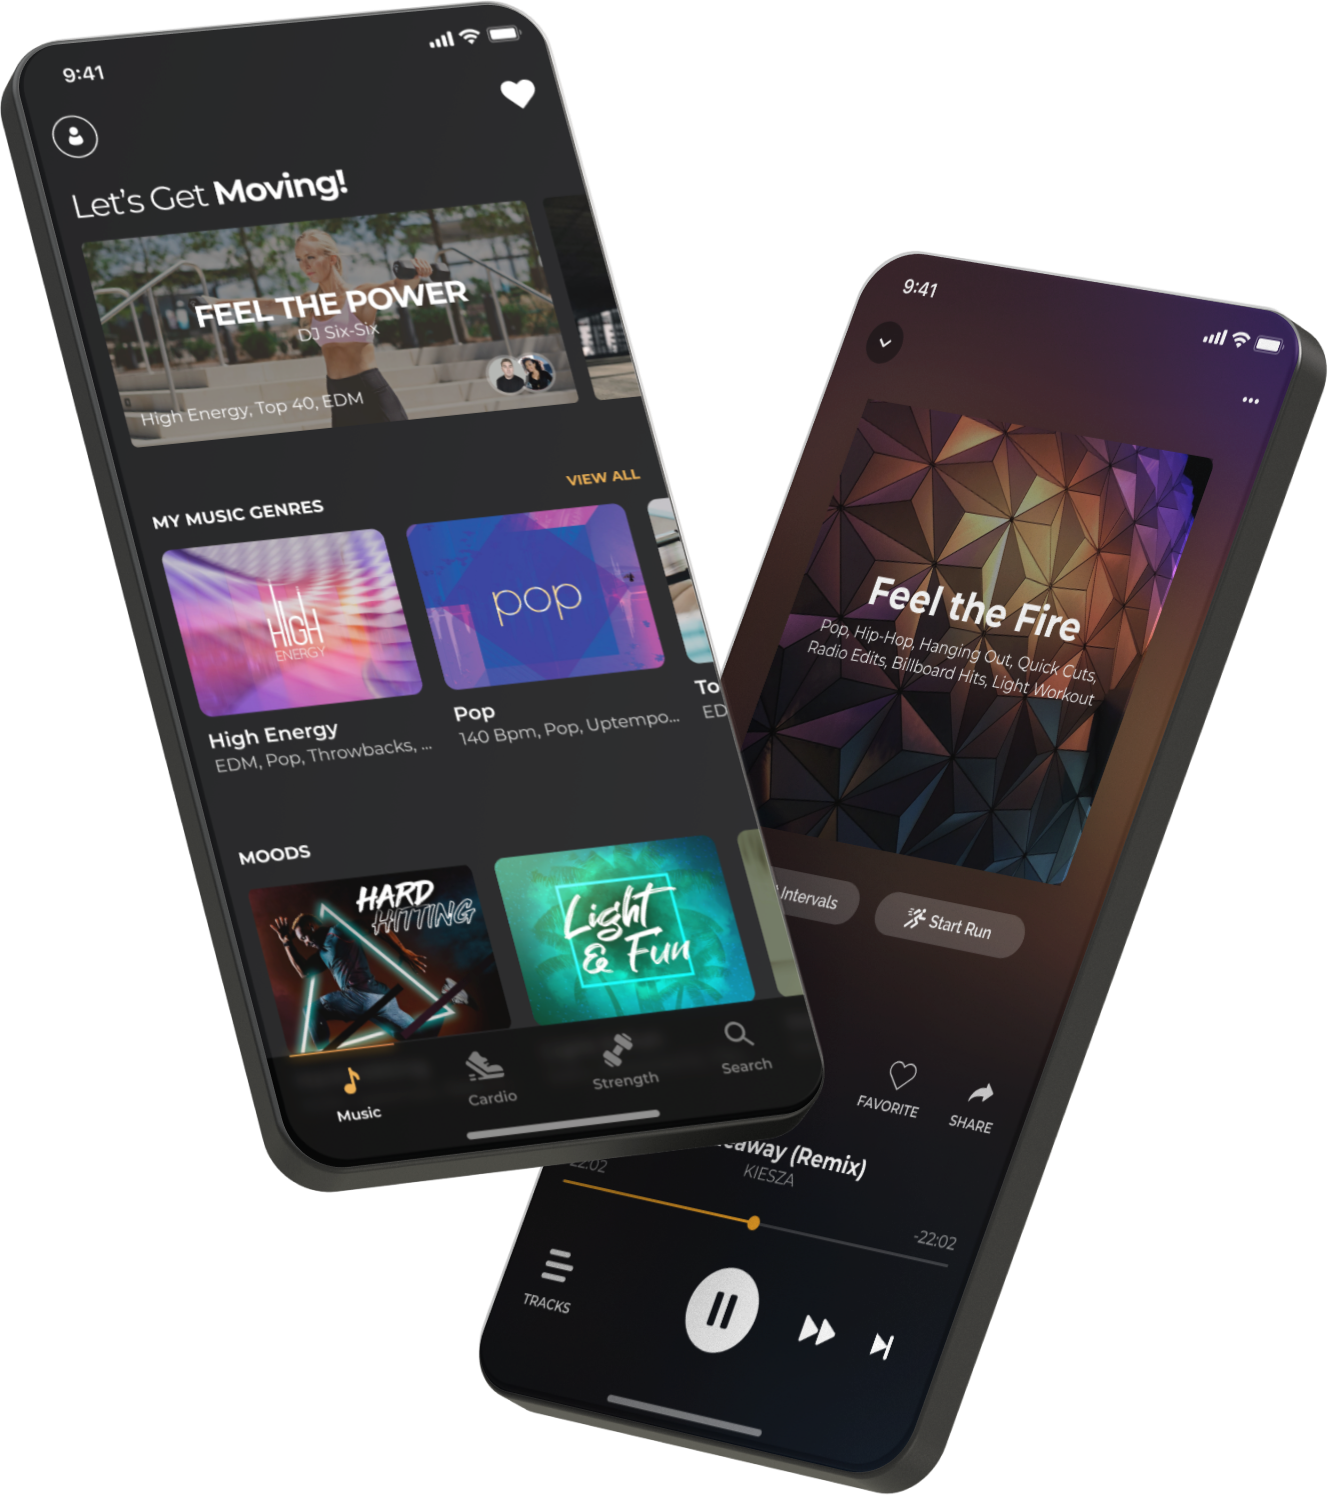 9:41
Let's Get Moving!
FEEL THE POWER
DJ Six-Six
High Energy, Top 40, EDM
VIEW ALL
MY MUSIC GENRES
HIGH
ENERGY
pop
High Energy
EDM, Pop, Throwbacks, ...
Pop
140 Bpm, Pop, Uptempo...
To
ED
MOODS
HARD
HITTING
Light
& Fun
Music
Cardio
Strength
Search
9:41
Feel the Fire
Pop, Hip-Hop, Hanging Out, Quick Cuts,
Radio Edits, Billboard Hits, Light Workout
Intervals
Start Run
FAVORITE
SHARE
away (Remix)
KIESZA
22:02
-22:02
TRACKS